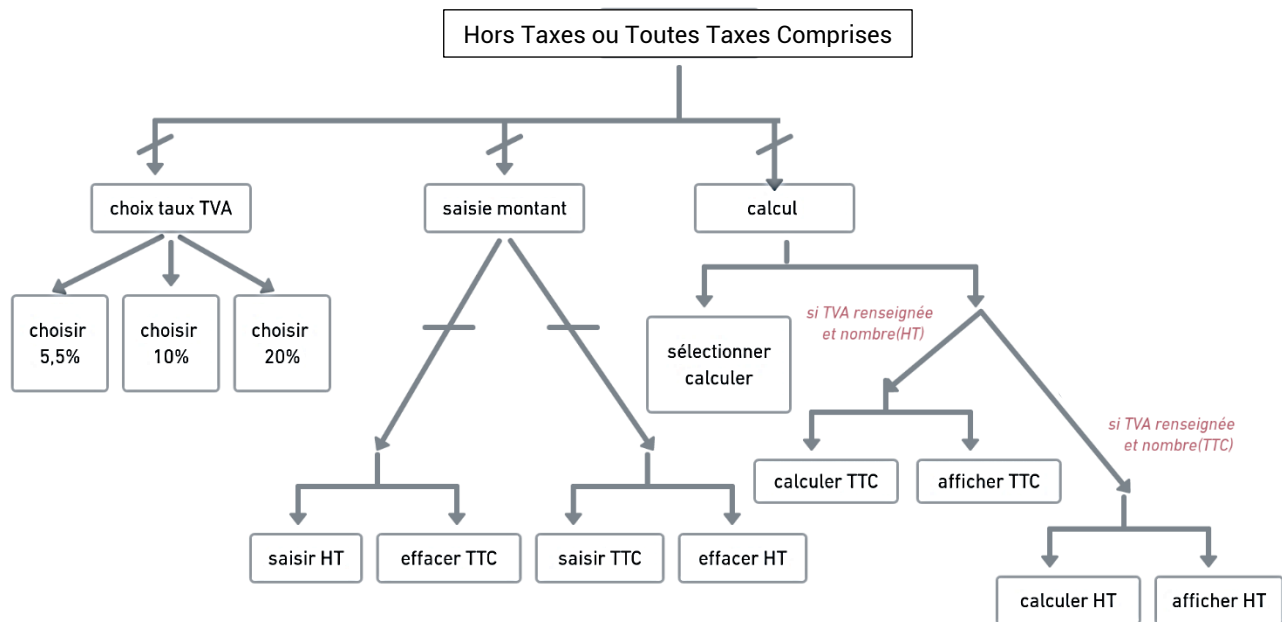 Hors Taxes ou Toutes Taxes Comprises
choix taux TVA
saisie montant
calcul
choisir
5,5%
choisir
10%
choisir
20%
sélectionner
calculer
si TVA renseignée
et nombre(HT)
si TVA renseignée
et nombre(TTC)
calculer TTC
afficher TTC
saisir HT
effacer TTC
saisir TTC
effacer HT
calculer HT
afficher HT